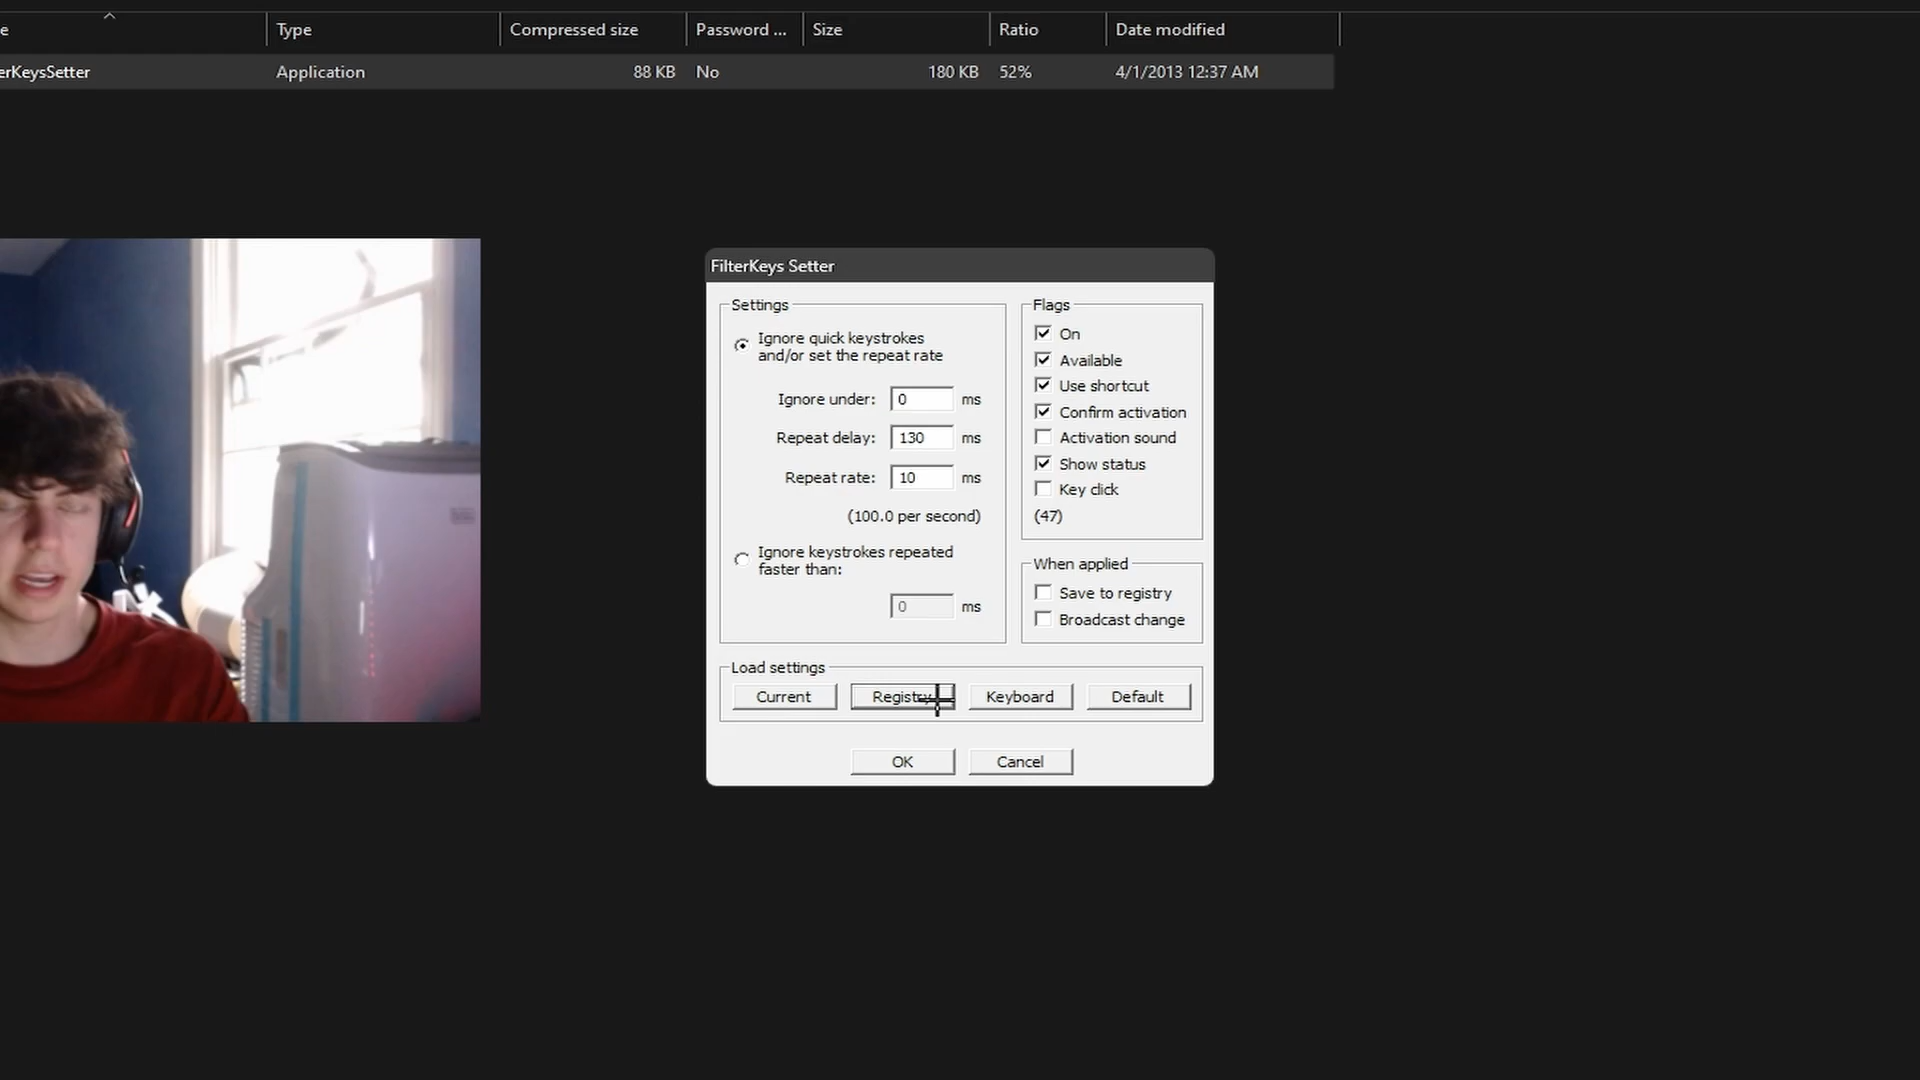 e Type Compressed size Password ... Size Ratio Date modified
erKeysSetter Application 88 KB No 180 KB 52% 4/1/2013 12:37 AM
FilterKeys Setter
Settings
Ignore quick keystrokes
and/or set the repeat rate
Ignore under: 0 ms
Repeat delay: 130 ms
Repeat rate: 10 ms
(100.0 per second)
Ignore keystrokes repeated
faster than:
0 ms
Flags
On
Available
Use shortcut
Confirm activation
Activation sound
Show status
Key click
(47)
When applied
Save to registry
Broadcast change
Load settings
Current Registry Keyboard Default
OK Cancel